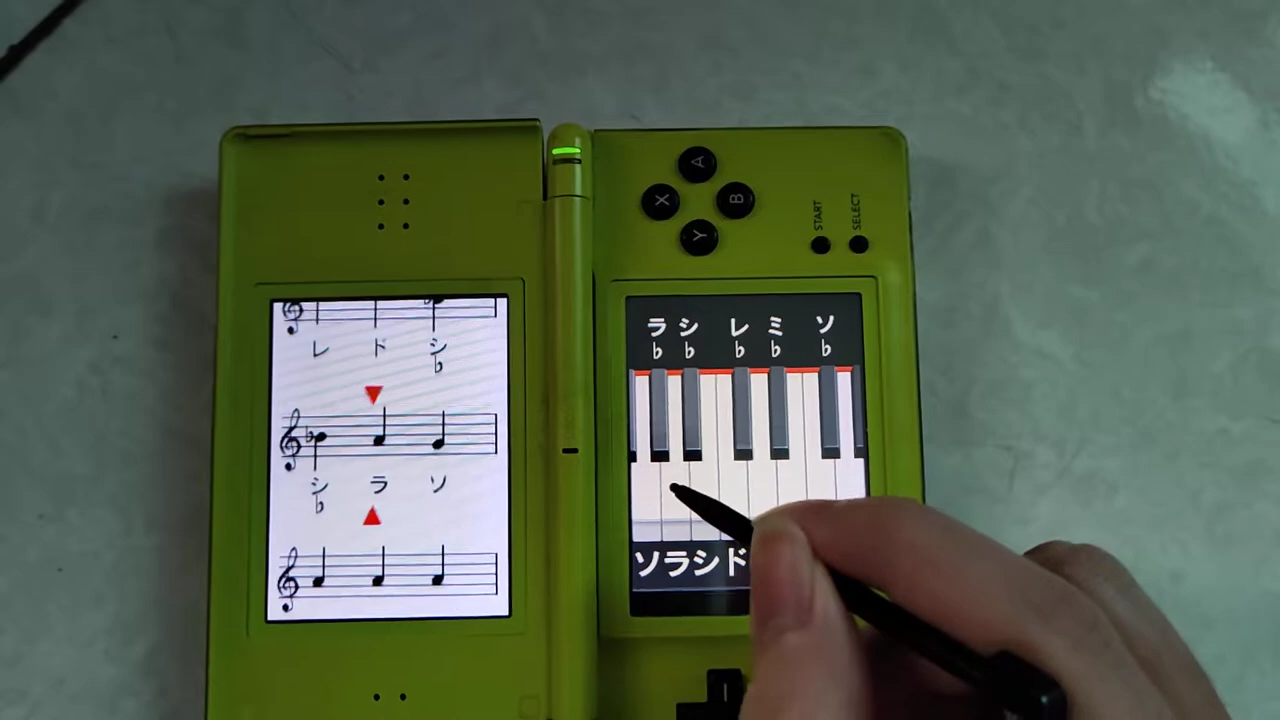 レ ド シ
♭
♭
シ ラ ソ
♭
A
X
B
Y
START
SELECT
ラ シ レ ミ ソ
♭ ♭ ♭ ♭ ♭
ソラシド